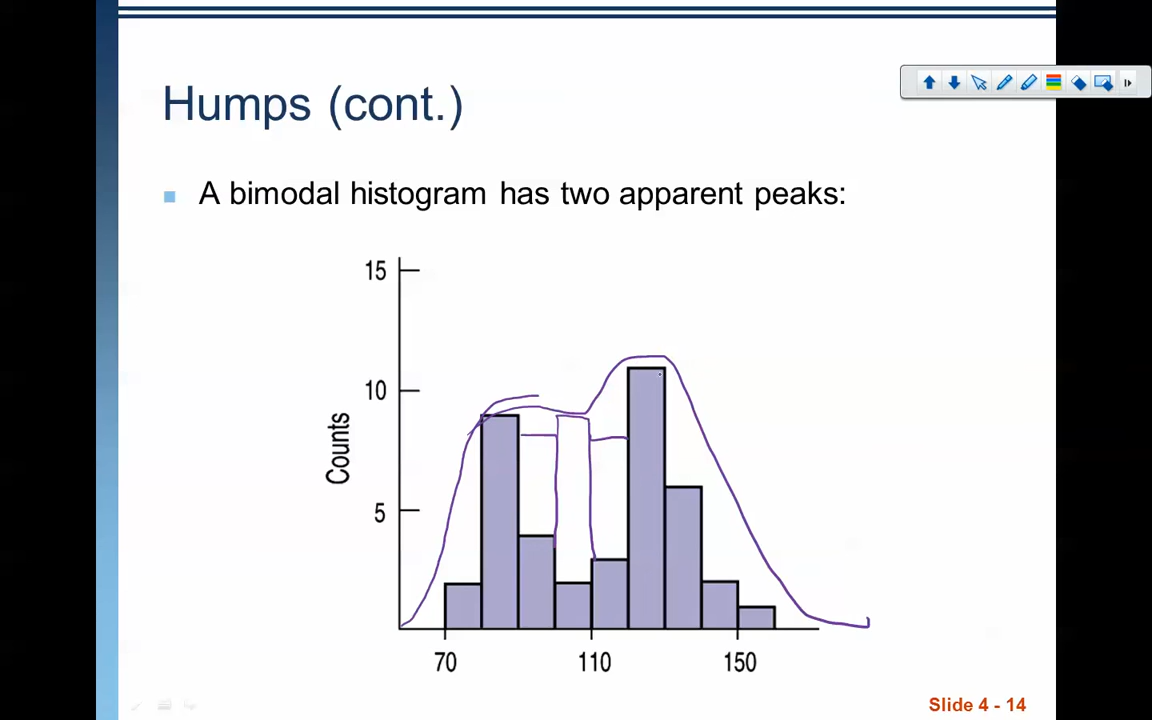 Humps (cont.)
A bimodal histogram has two apparent peaks:
15
10
5
Counts
70 110 150
Slide 4 - 14